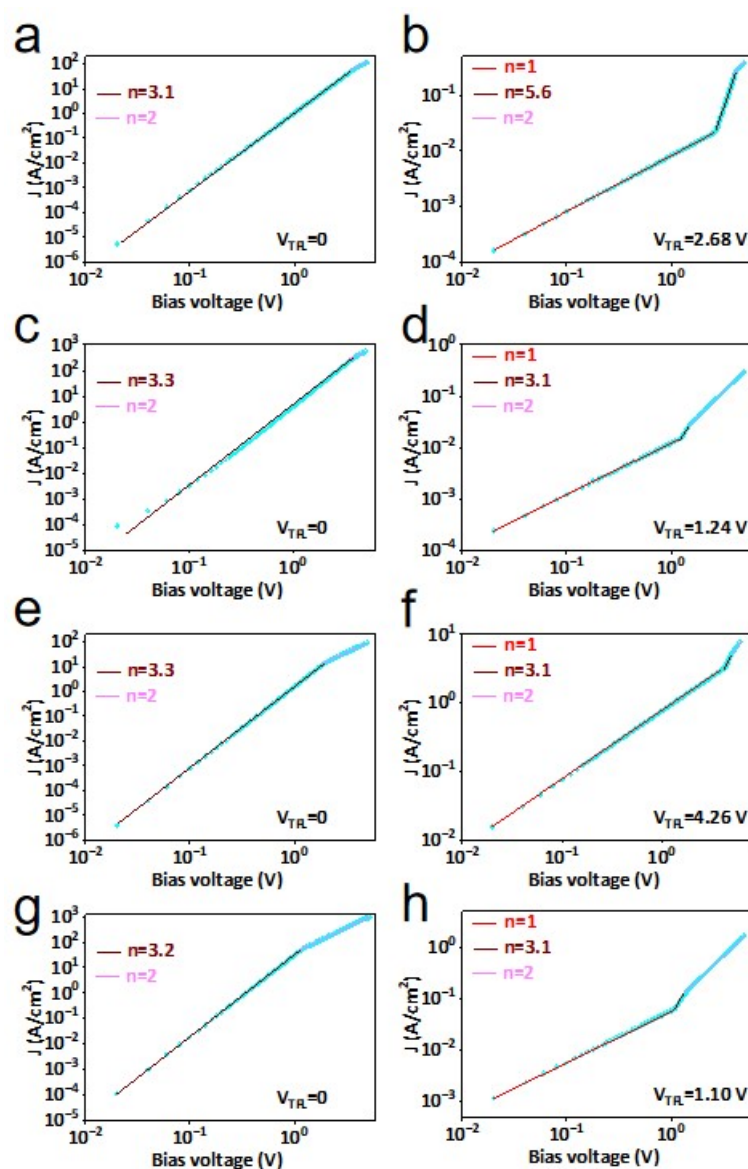 a
10² 10¹ 10⁰ 10⁻¹ 10⁻² 10⁻³ 10⁻⁴ 10⁻⁵ 10⁻⁶
J (A/cm²)
n=3.1
n=2
V_TFL=0
10⁻² 10⁻¹ 10⁰
Bias voltage (V)
b
10⁻¹ 10⁻² 10⁻³ 10⁻⁴
J (A/cm²)
n=1
n=5.6
n=2
V_TFL=2.68 V
10⁻² 10⁻¹ 10⁰
Bias voltage (V)
c
10³ 10² 10¹ 10⁰ 10⁻¹ 10⁻² 10⁻³ 10⁻⁴ 10⁻⁵
J (A/cm²)
n=3.3
n=2
V_TFL=0
10⁻² 10⁻¹ 10⁰
Bias voltage (V)
d
10⁰ 10⁻¹ 10⁻² 10⁻³ 10⁻⁴
J (A/cm²)
n=1
n=3.1
n=2
V_TFL=1.24 V
10⁻² 10⁻¹ 10⁰
Bias voltage (V)
e
10² 10¹ 10⁰ 10⁻¹ 10⁻² 10⁻³ 10⁻⁴ 10⁻⁵ 10⁻⁶
J (A/cm²)
n=3.3
n=2
V_TFL=0
10⁻² 10⁻¹ 10⁰
Bias voltage (V)
f
10¹ 10⁰ 10⁻¹ 10⁻²
J (A/cm²)
n=1
n=3.1
n=2
V_TFL=4.26 V
10⁻² 10⁻¹ 10⁰
Bias voltage (V)
g
10³ 10² 10¹ 10⁰ 10⁻¹ 10⁻² 10⁻³ 10⁻⁴ 10⁻⁵
J (A/cm²)
n=3.2
n=2
V_TFL=0
10⁻² 10⁻¹ 10⁰
Bias voltage (V)
h
10⁰ 10⁻¹ 10⁻² 10⁻³
J (A/cm²)
n=1
n=3.1
n=2
V_TFL=1.10 V
10⁻² 10⁻¹ 10⁰
Bias voltage (V)